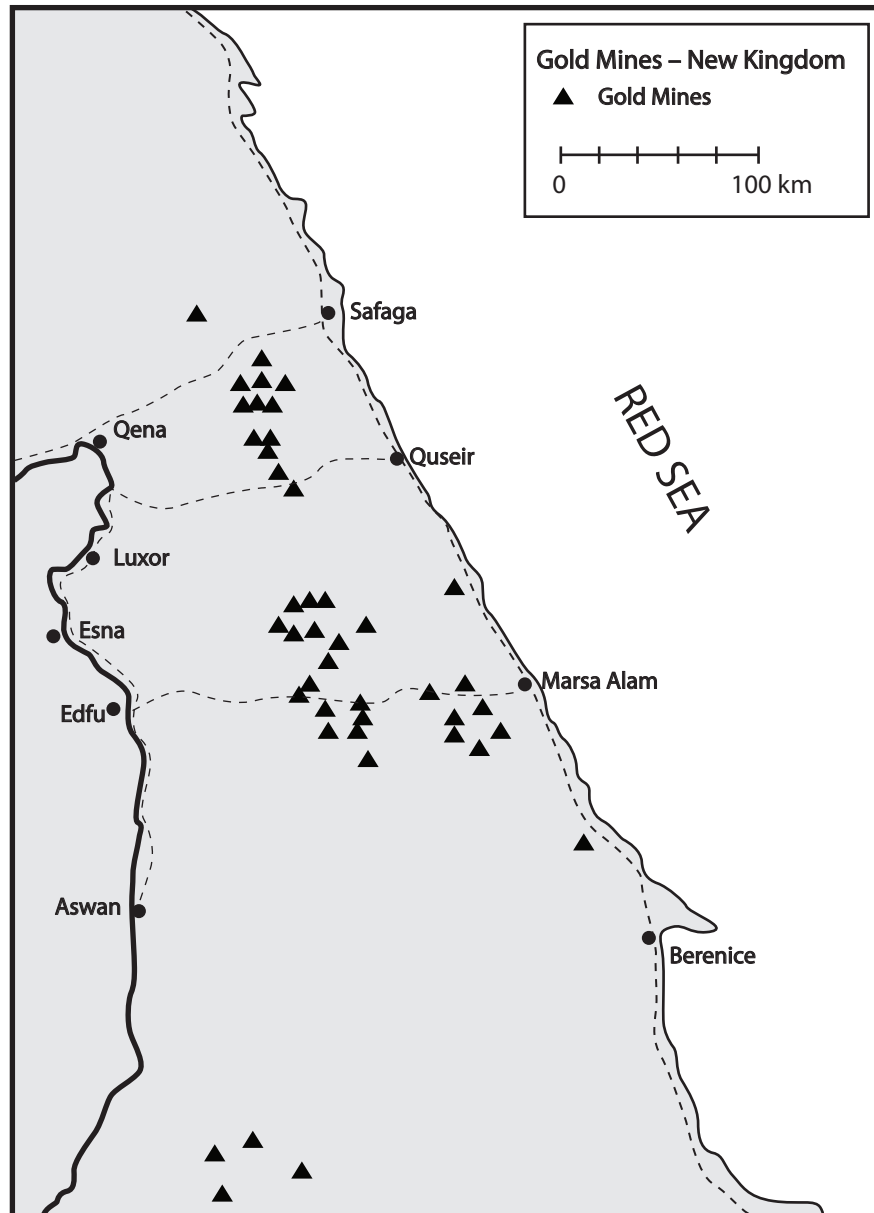 Gold Mines – New Kingdom
Gold Mines
0 100 km
Safaga
RED SEA
Qena
Quseir
Luxor
Esna
Marsa Alam
Edfu
Aswan
Berenice